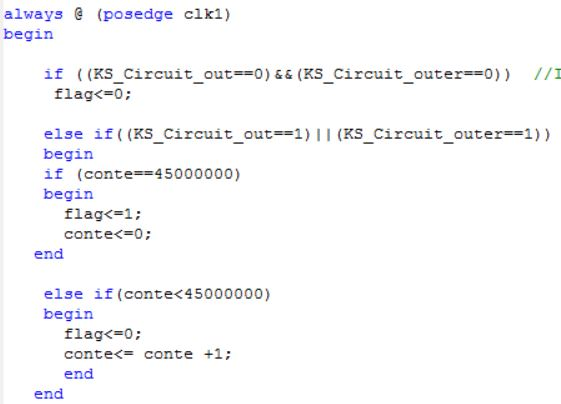 always @ (posedge clk1)
begin
if ((KS_Circuit_out==0)&&(KS_Circuit_outer==0)) //I
flag<=0;
else if((KS_Circuit_out==1)||(KS_Circuit_outer==1))
begin
if (conte==45000000)
begin
flag<=1;
conte<=0;
end
else if(conte<45000000)
begin
flag<=0;
conte<= conte +1;
end
end